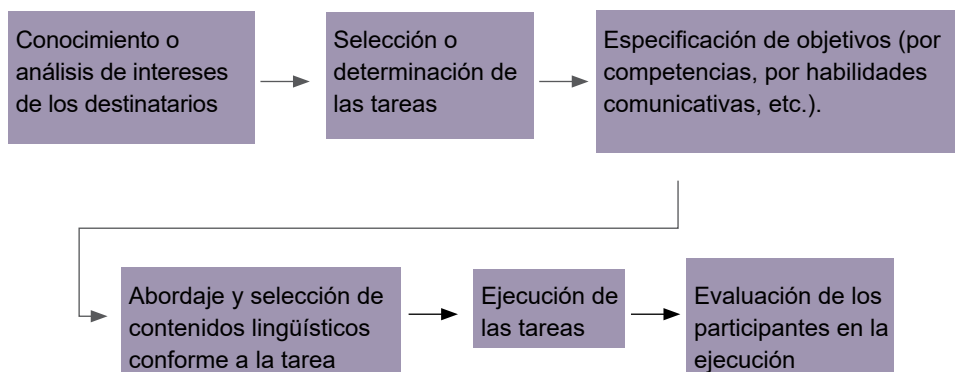 Conocimiento o
análisis de intereses
de los destinatarios
Selección o
determinación de
las tareas
Especificación de objetivos (por
competencias, por habilidades
comunicativas, etc.).
Abordaje y selección de
contenidos lingüísticos
conforme a la tarea
Ejecución de
las tareas
Evaluación de los
participantes en la
ejecución